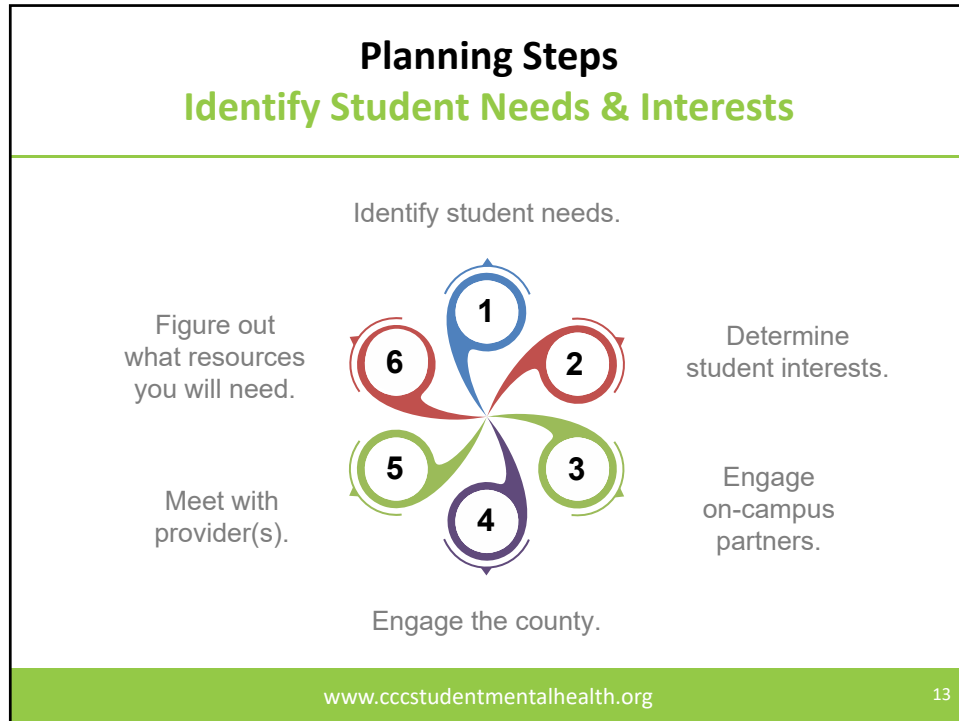 Planning Steps
Identify Student Needs & Interests
Identify student needs.
1
2
Determine
student interests.
3
Engage
on-campus
partners.
4
Engage the county.
5
Meet with
provider(s).
6
Figure out
what resources
you will need.
www.cccstudentmentalhealth.org
13